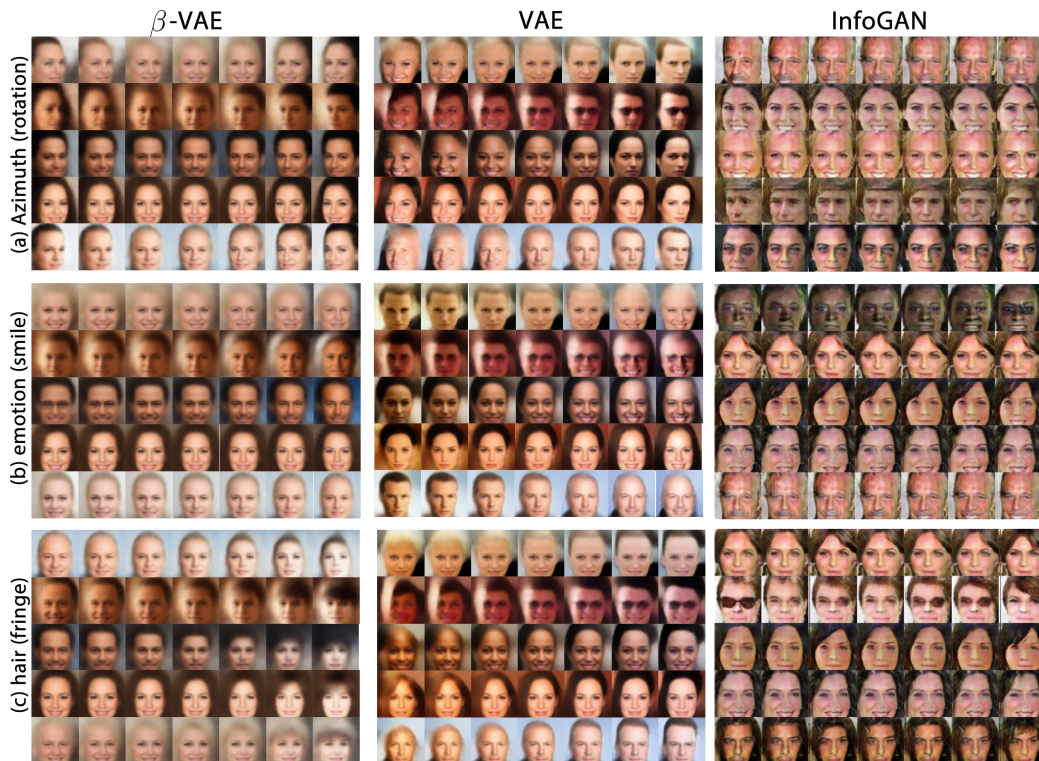 β-VAE
VAE
InfoGAN
(a) Azimuth (rotation)
(b) emotion (smile)
(c) hair (fringe)